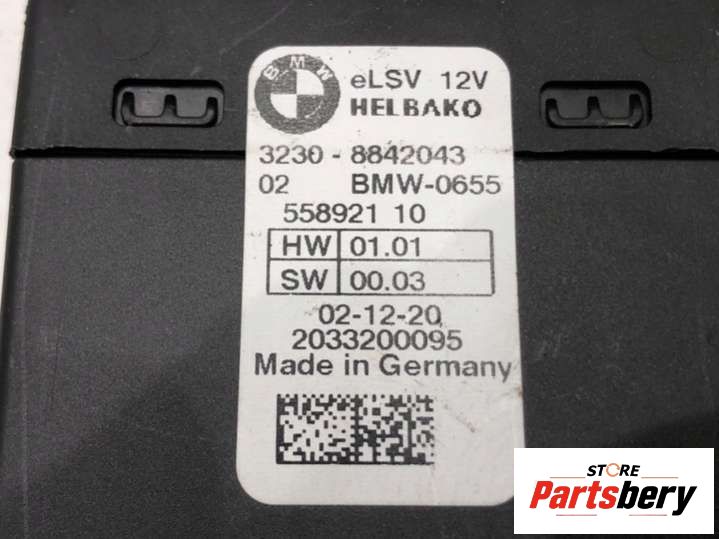 BMW
eLSV 12V
HELBAKO
3230 - 8842043
02 BMW-0655
558921 10
HW 01.01
SW 00.03
02-12-20
2033200095
Made in Germany
STORE
Partsbery